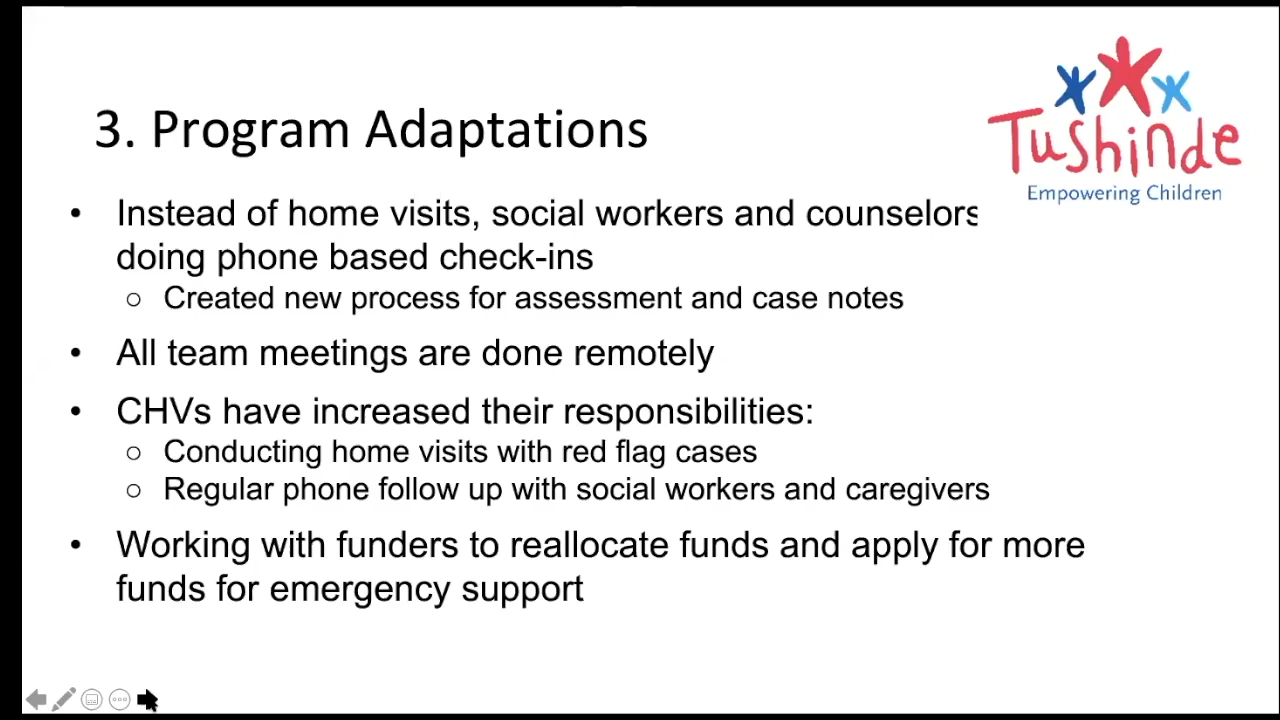 3. Program Adaptations
Tushinde
Empowering Children
• Instead of home visits, social workers and counselors
doing phone based check-ins
○ Created new process for assessment and case notes
• All team meetings are done remotely
• CHVs have increased their responsibilities:
○ Conducting home visits with red flag cases
○ Regular phone follow up with social workers and caregivers
• Working with funders to reallocate funds and apply for more
funds for emergency support